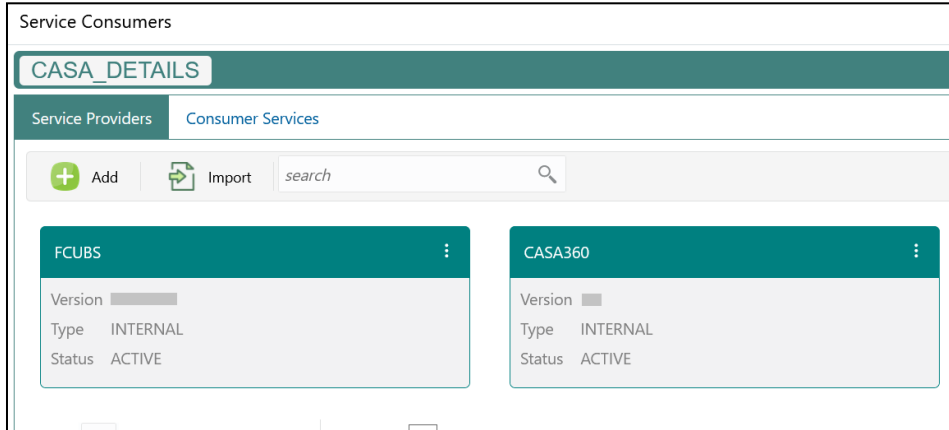 Service Consumers
CASA_DETAILS
Service Providers Consumer Services
Add Import search
FCUBS CASA360
Version Version
Type INTERNAL Type INTERNAL
Status ACTIVE Status ACTIVE